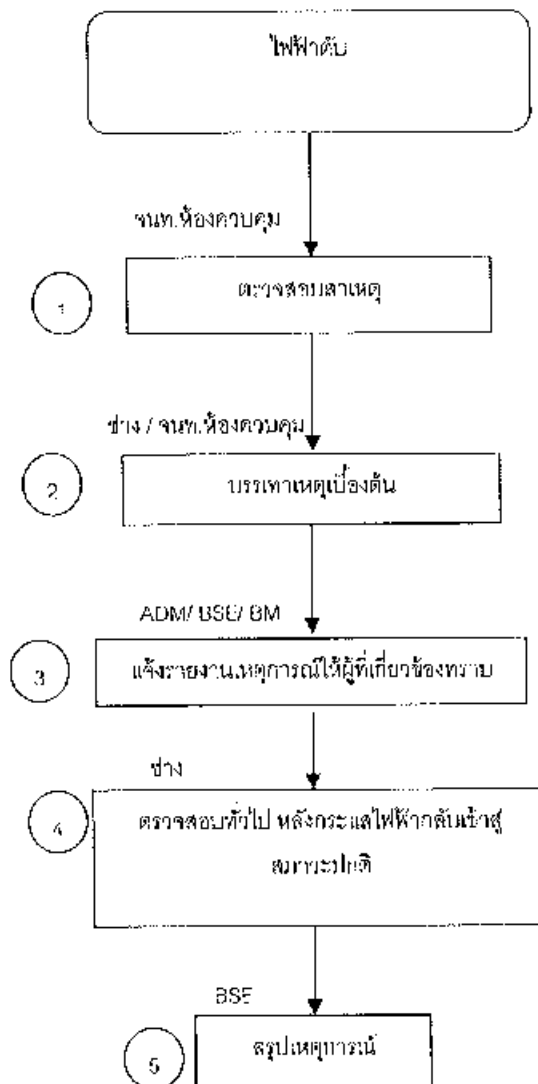 ไฟฟ้าดับ
จนท.ห้องควบคุม
1
ตรวจสอบสาเหตุ
ช่าง / จนท.ห้องควบคุม
2
บรรเทาเหตุเบื้องต้น
ADM/ BSE/ BM
3
แจ้งรายงานเหตุการณ์ให้ผู้ที่เกี่ยวข้องทราบ
ช่าง
4
ตรวจสอบทั่วไป หลังกระแสไฟฟ้ากลับเข้าสู่
สภาวะปกติ
BSE
5
สรุปเหตุการณ์